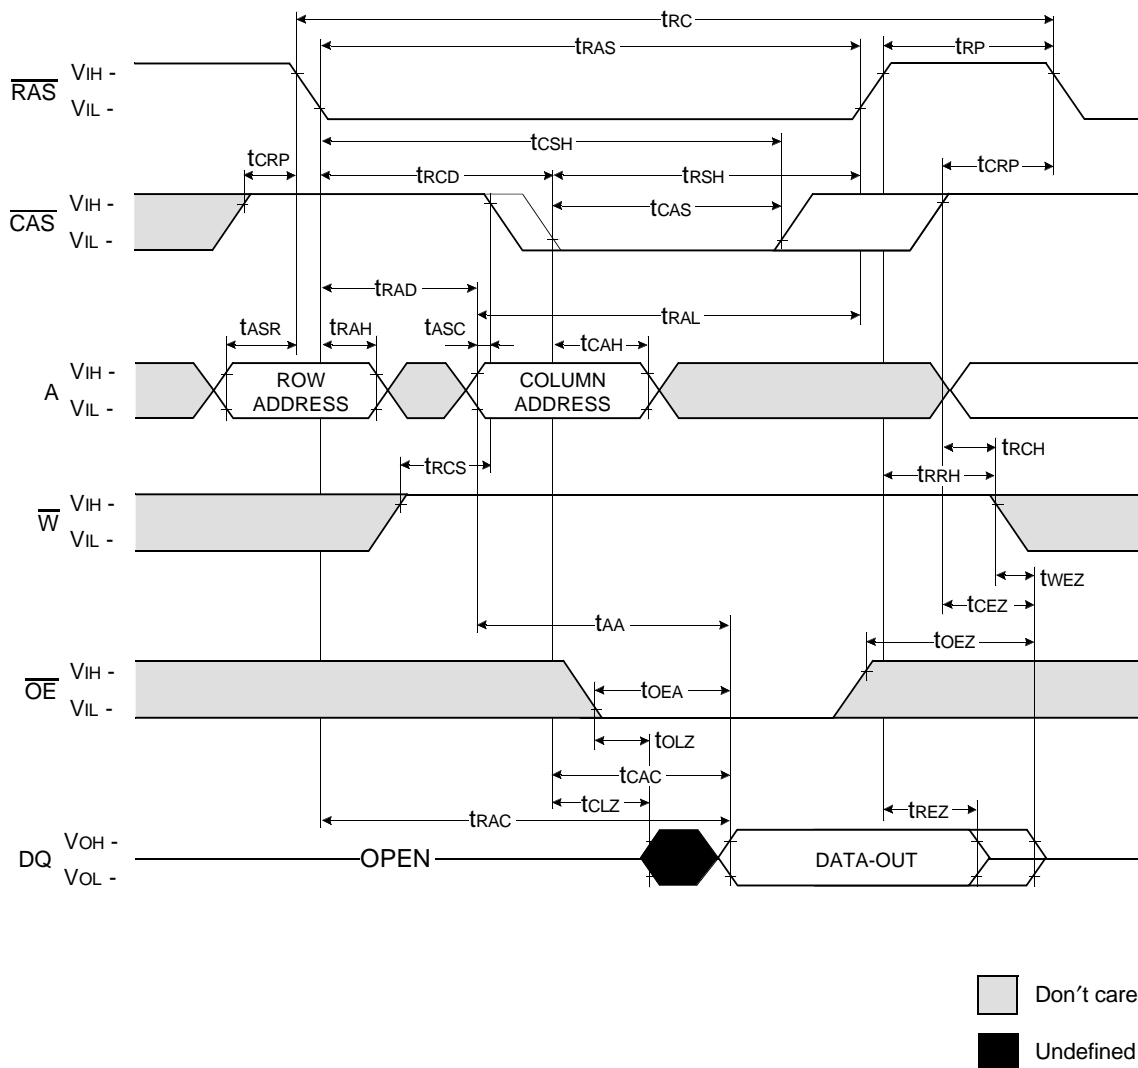 tRC
tRAS tRP
RAS VIH -
VIL -
tCSH
tCRP tRCD tRSH tCRP
CAS VIH -
tCAS
VIL -
tRAD
tRAL
tASR tRAH tASC tCAH
A VIH -
VIL -
ROW ADDRESS
COLUMN ADDRESS
tRCS tRCH
tRRH
W VIH -
VIL -
tWEZ
tCEZ
tAA
tOEZ
OE VIH -
VIL -
tOEA
tOLZ
tCAC
tCLZ
tRAC tREZ
DQ VOH -
VOL -
OPEN DATA-OUT
Don′t care
Undefined